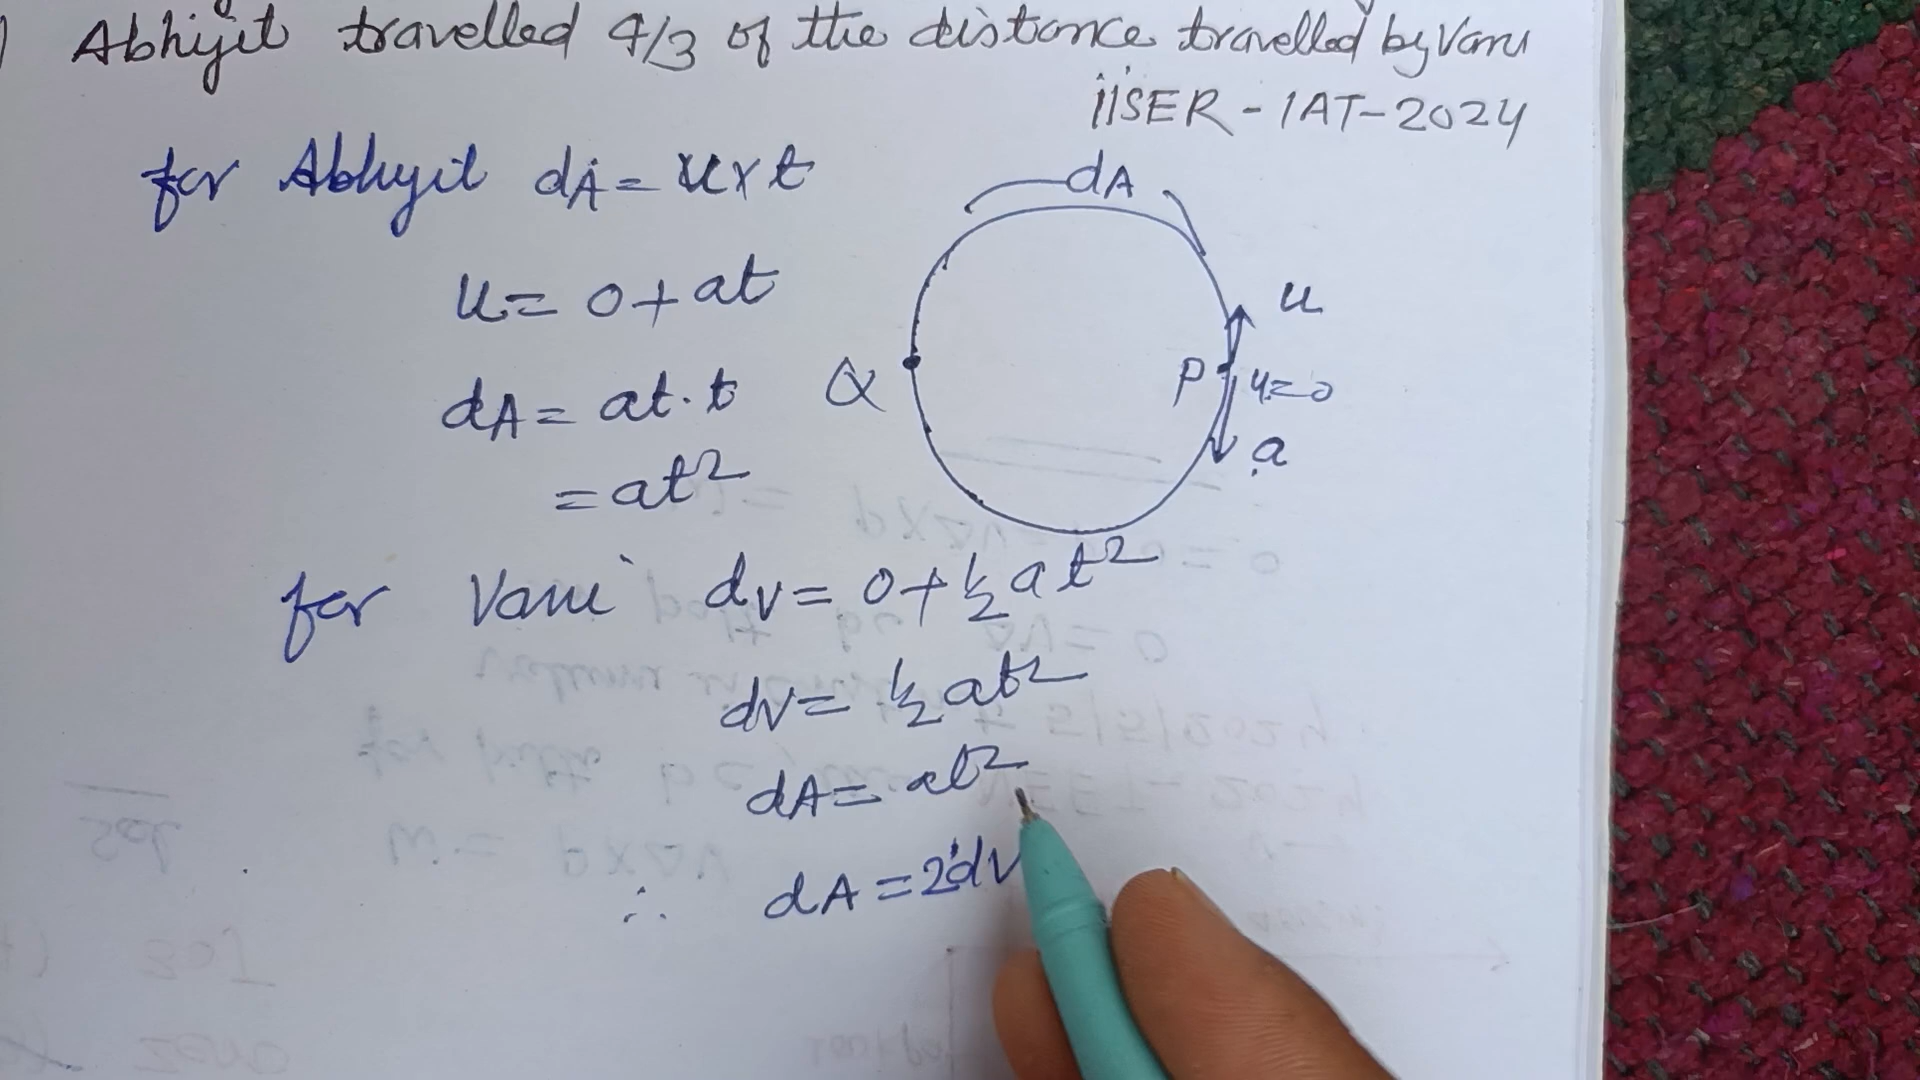 ) Abhijit travelled 4/3 of the distance travelled by Vani
IISER - IAT-2024
for Abhijit dA = u x t
dA
u = 0 + at
u
dA = at . t
Q
P
u=0
a
= at²
for Vani dv = 0 + ½ at²
dv = ½ at²
dA = at²
∴ dA = 2dv